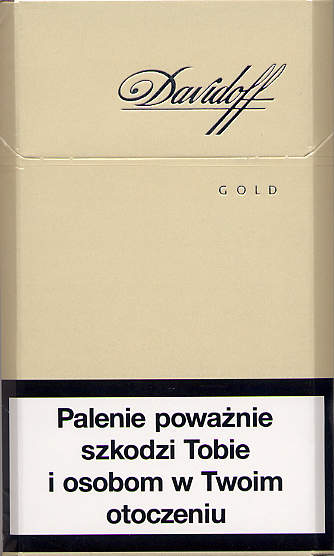 Davidoff
GOLD
Palenie poważnie
szkodzi Tobie
i osobom w Twoim
otoczeniu